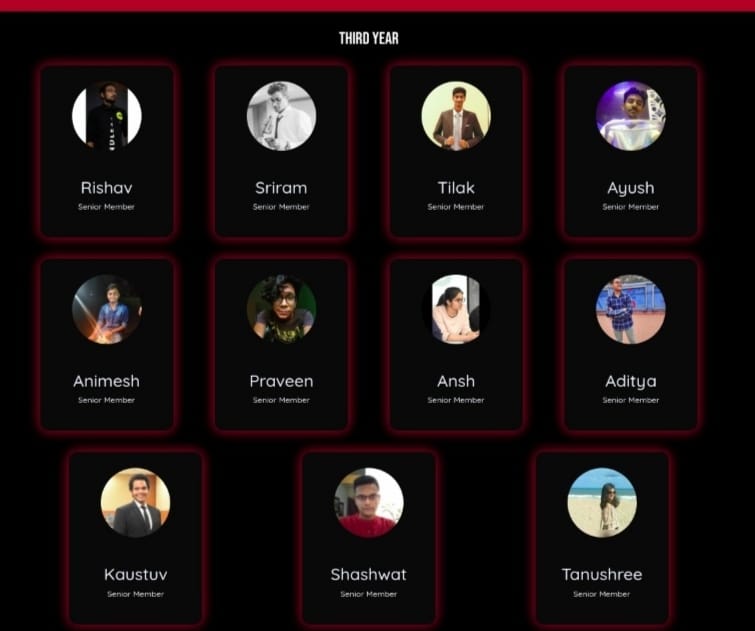 THIRD YEAR
Rishav
Senior Member
Sriram
Senior Member
Tilak
Senior Member
Ayush
Senior Member
Animesh
Senior Member
Praveen
Senior Member
Ansh
Senior Member
Aditya
Senior Member
Kaustuv
Senior Member
Shashwat
Senior Member
Tanushree
Senior Member